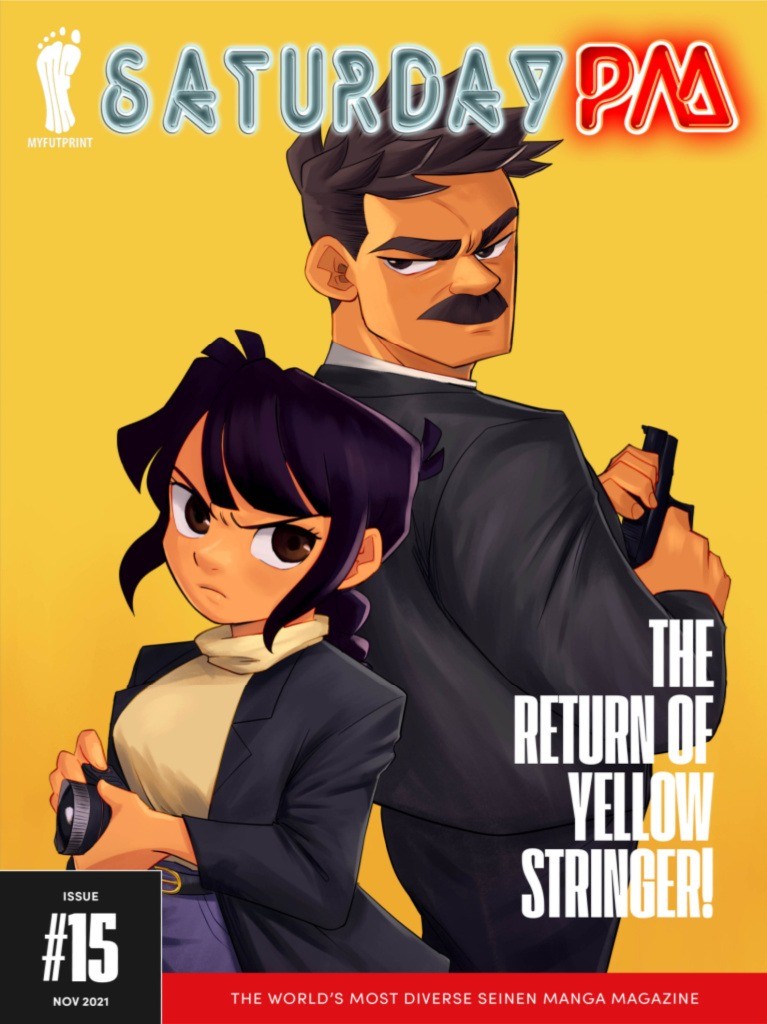 MYFUTPRINT
SATURDAY PM
THE
RETURN OF
YELLOW
STRINGER!
ISSUE
#15
NOV 2021
THE WORLD'S MOST DIVERSE SEINEN MANGA MAGAZINE